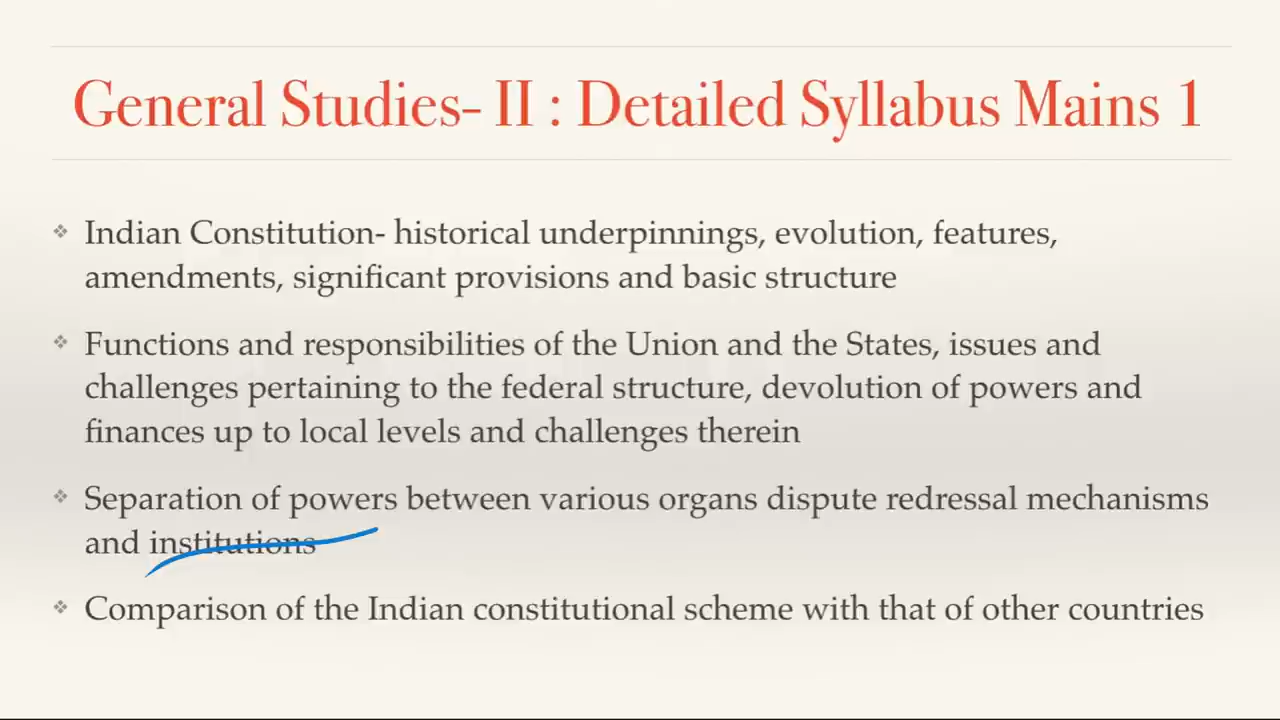 General Studies- II : Detailed Syllabus Mains 1
❖ Indian Constitution- historical underpinnings, evolution, features,
amendments, significant provisions and basic structure
❖ Functions and responsibilities of the Union and the States, issues and
challenges pertaining to the federal structure, devolution of powers and
finances up to local levels and challenges therein
❖ Separation of powers between various organs dispute redressal mechanisms
and institutions
❖ Comparison of the Indian constitutional scheme with that of other countries